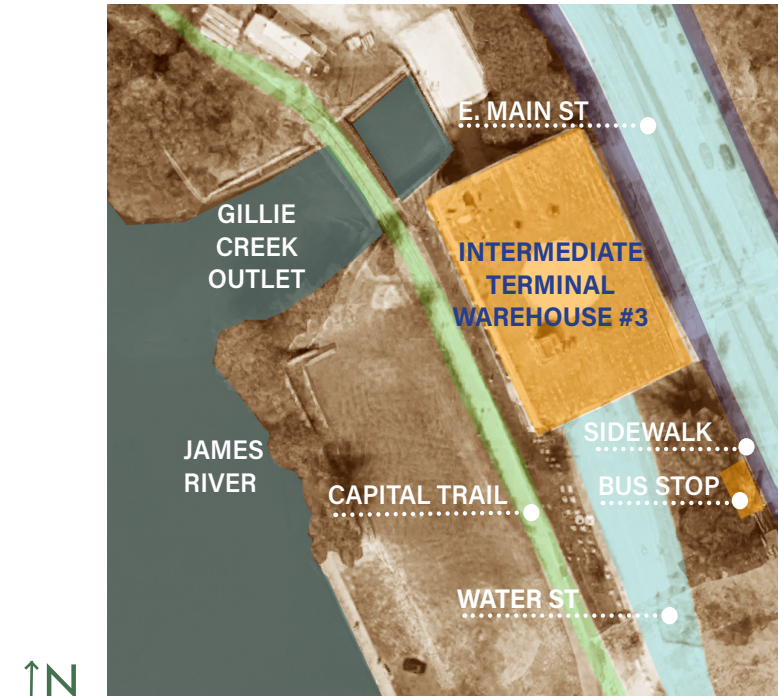 E. MAIN ST
GILLIE
CREEK
OUTLET
INTERMEDIATE
TERMINAL
WAREHOUSE #3
SIDEWALK
JAMES
RIVER
BUS STOP
CAPITAL TRAIL
WATER ST
↑N